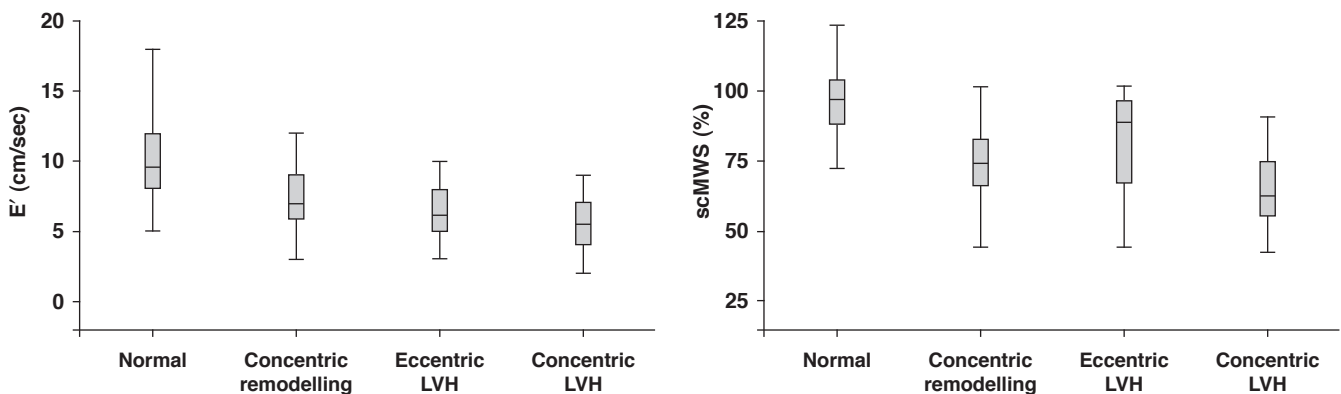 20
15
10
5
0
E′ (cm/sec)
Normal
Concentric
remodelling
Eccentric
LVH
Concentric
LVH
125
100
75
50
25
scMWS (%)
Normal
Concentric
remodelling
Eccentric
LVH
Concentric
LVH